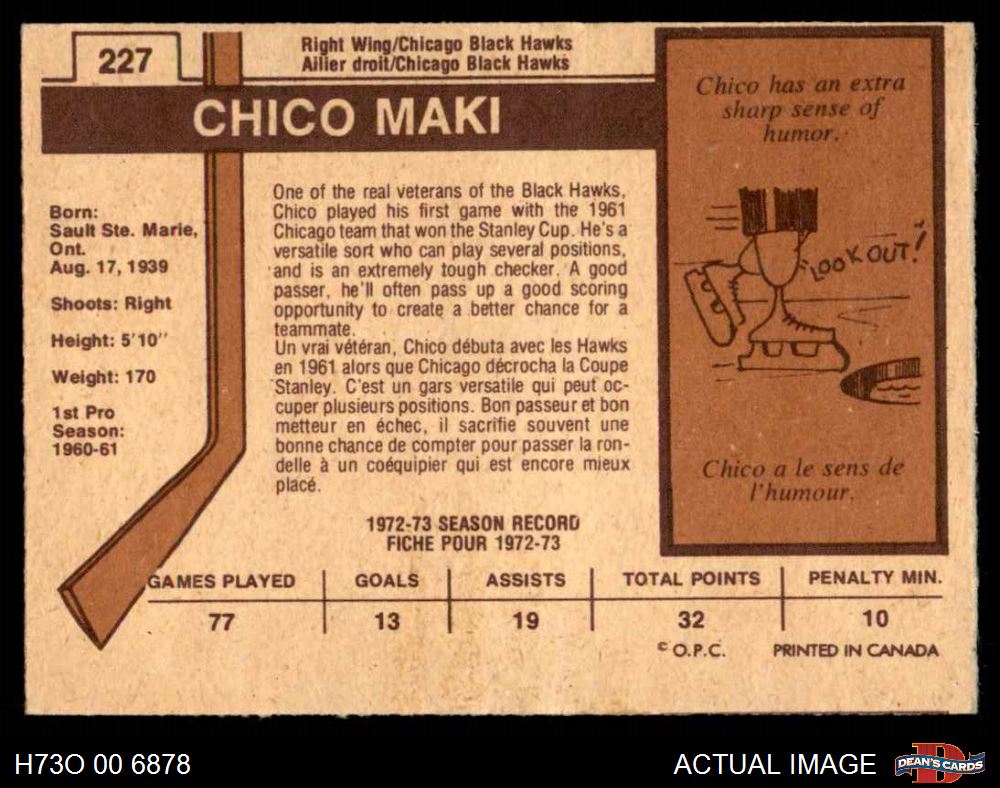 227
Right Wing/Chicago Black Hawks
Ailier droit/Chicago Black Hawks
CHICO MAKI
Born:
Sault Ste. Marie,
Ont.
Aug. 17, 1939
Shoots: Right
Height: 5'10''
Weight: 170
1st Pro
Season:
1960-61
One of the real veterans of the Black Hawks,
Chico played his first game with the 1961
Chicago team that won the Stanley Cup. He's a
versatile sort who can play several positions,
and is an extremely tough checker. A good
passer, he'll often pass up a good scoring
opportunity to create a better chance for a
teammate.
Un vrai vétéran, Chico débuta avec les Hawks
en 1961 alors que Chicago décrocha la Coupe
Stanley. C'est un gars versatile qui peut oc-
cuper plusieurs positions. Bon passeur et bon
metteur en échec, il sacrifie souvent une
bonne chance de compter pour passer la ron-
delle à un coéquipier qui est encore mieux
placé.
Chico has an extra
sharp sense of
humor.
"LOOK OUT!"
Chico a le sens de
l'humour.
1972-73 SEASON RECORD
FICHE POUR 1972-73
GAMES PLAYED GOALS ASSISTS TOTAL POINTS PENALTY MIN.
77 13 19 32 10
© O.P.C. PRINTED IN CANADA
H73O 00 6878
ACTUAL IMAGE
DEAN'S CARDS